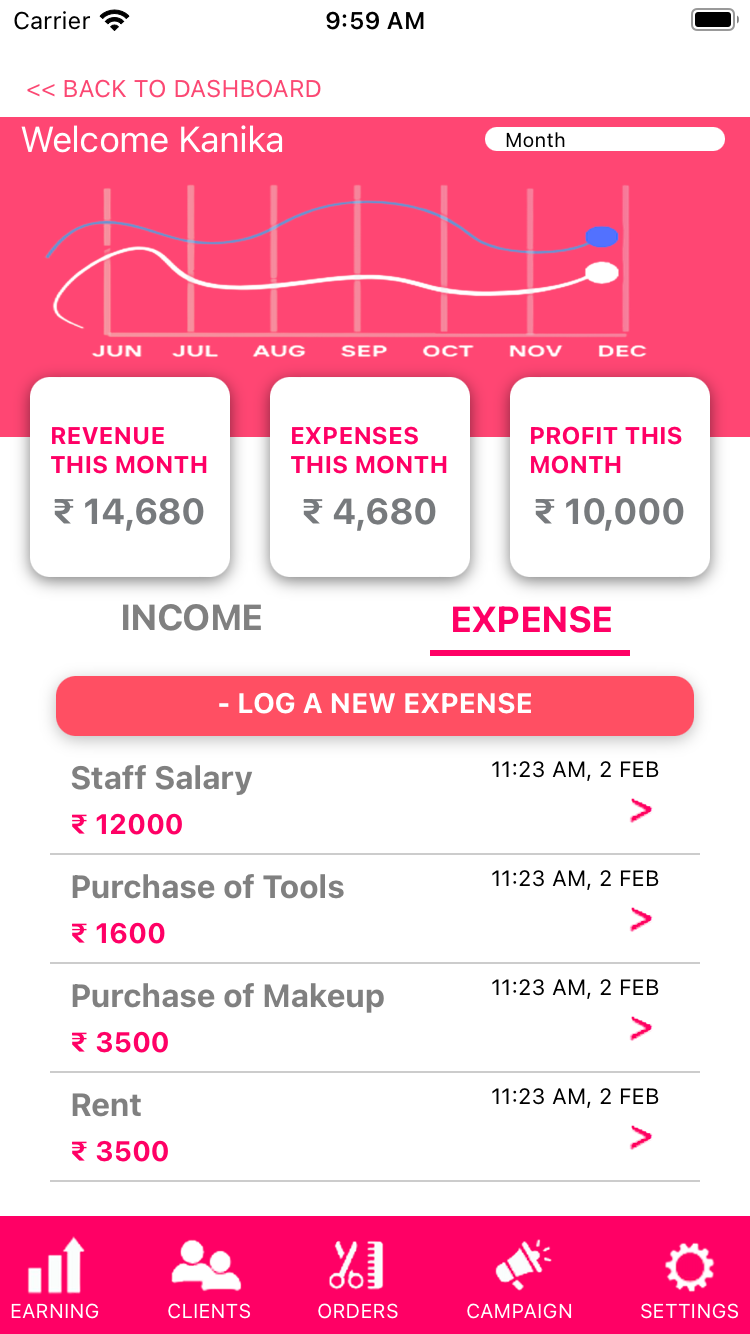 Carrier 9:59 AM
<< BACK TO DASHBOARD
Welcome Kanika Month
JUN JUL AUG SEP OCT NOV DEC
REVENUE THIS MONTH
₹ 14,680
EXPENSES THIS MONTH
₹ 4,680
PROFIT THIS MONTH
₹ 10,000
INCOME EXPENSE
- LOG A NEW EXPENSE
Staff Salary 11:23 AM, 2 FEB
₹ 12000 >
Purchase of Tools 11:23 AM, 2 FEB
₹ 1600 >
Purchase of Makeup 11:23 AM, 2 FEB
₹ 3500 >
Rent 11:23 AM, 2 FEB
₹ 3500 >
EARNING CLIENTS ORDERS CAMPAIGN SETTINGS